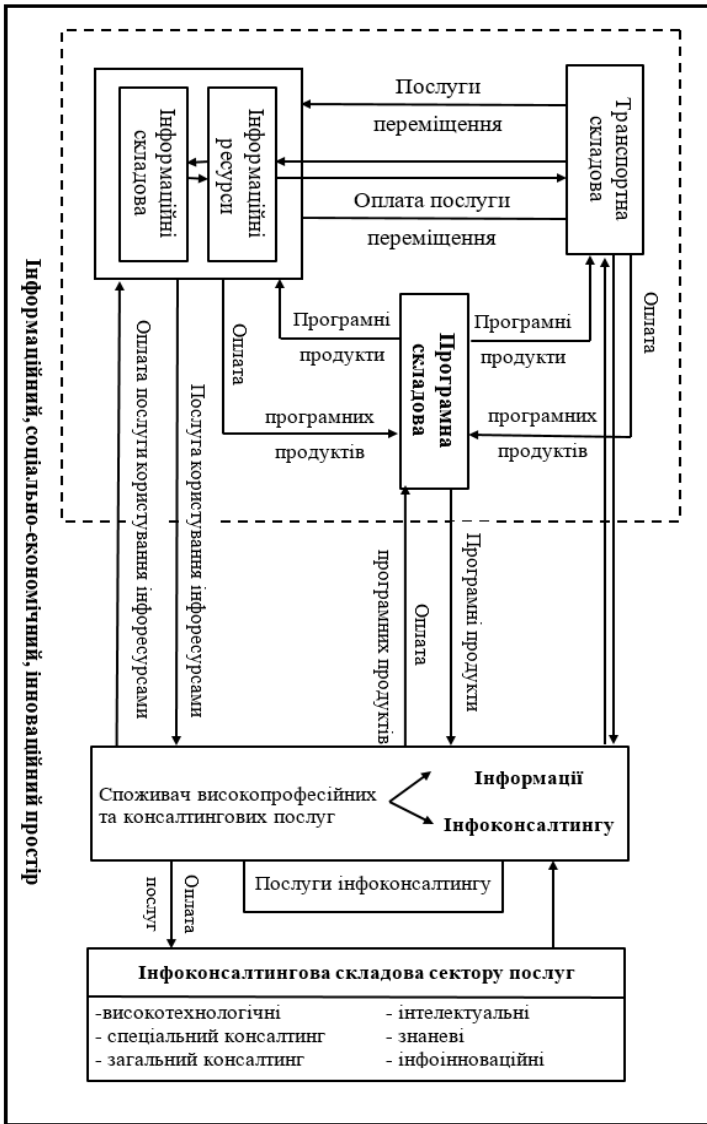 Інформаційний, соціально-економічний, інноваційний простір
Інформаційні
складова
Інформаційні
ресурси
Послуги
переміщення
Оплата послуги
переміщення
Транспортна
складова
Програмні
продукти
Програмна
складова
Програмні
продукти
Оплата
програмних
продуктів
Оплата
програмних
продуктів
Оплата послуги користування інфоресурсами
Послуга користування інфоресурсами
Оплата
програмних продуктів
Програмні продукти
Споживач високопрофесійних
та консалтингових послуг
Інформації
Інфоконсалтингу
Оплата
послуг
Послуги інфоконсалтингу
Інфоконсалтингова складова сектору послуг
-високотехнологічні
- спеціальний консалтинг
- загальний консалтинг
- інтелектуальні
- знаневі
- інфоінноваційні